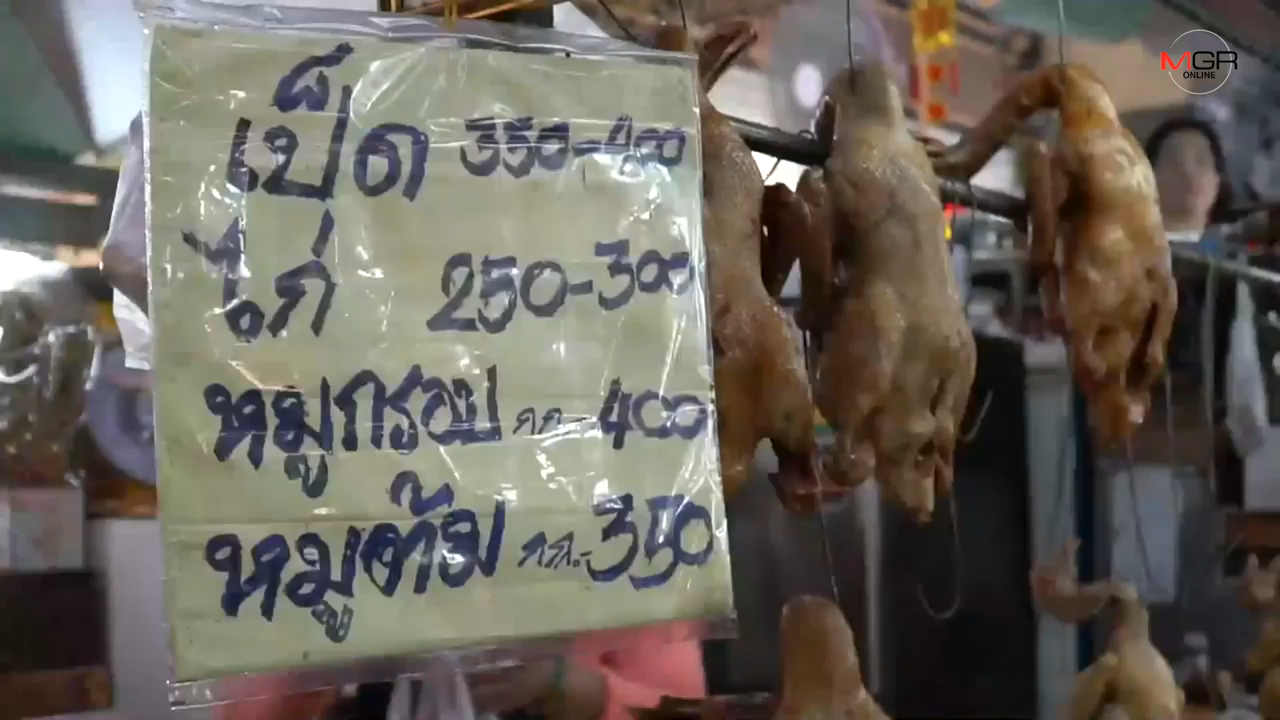 เป็ด 350-400
ไก่ 250-300
หมูกรอบ กก.-400
หมูต้ม กก.-350
MGR
ONLINE